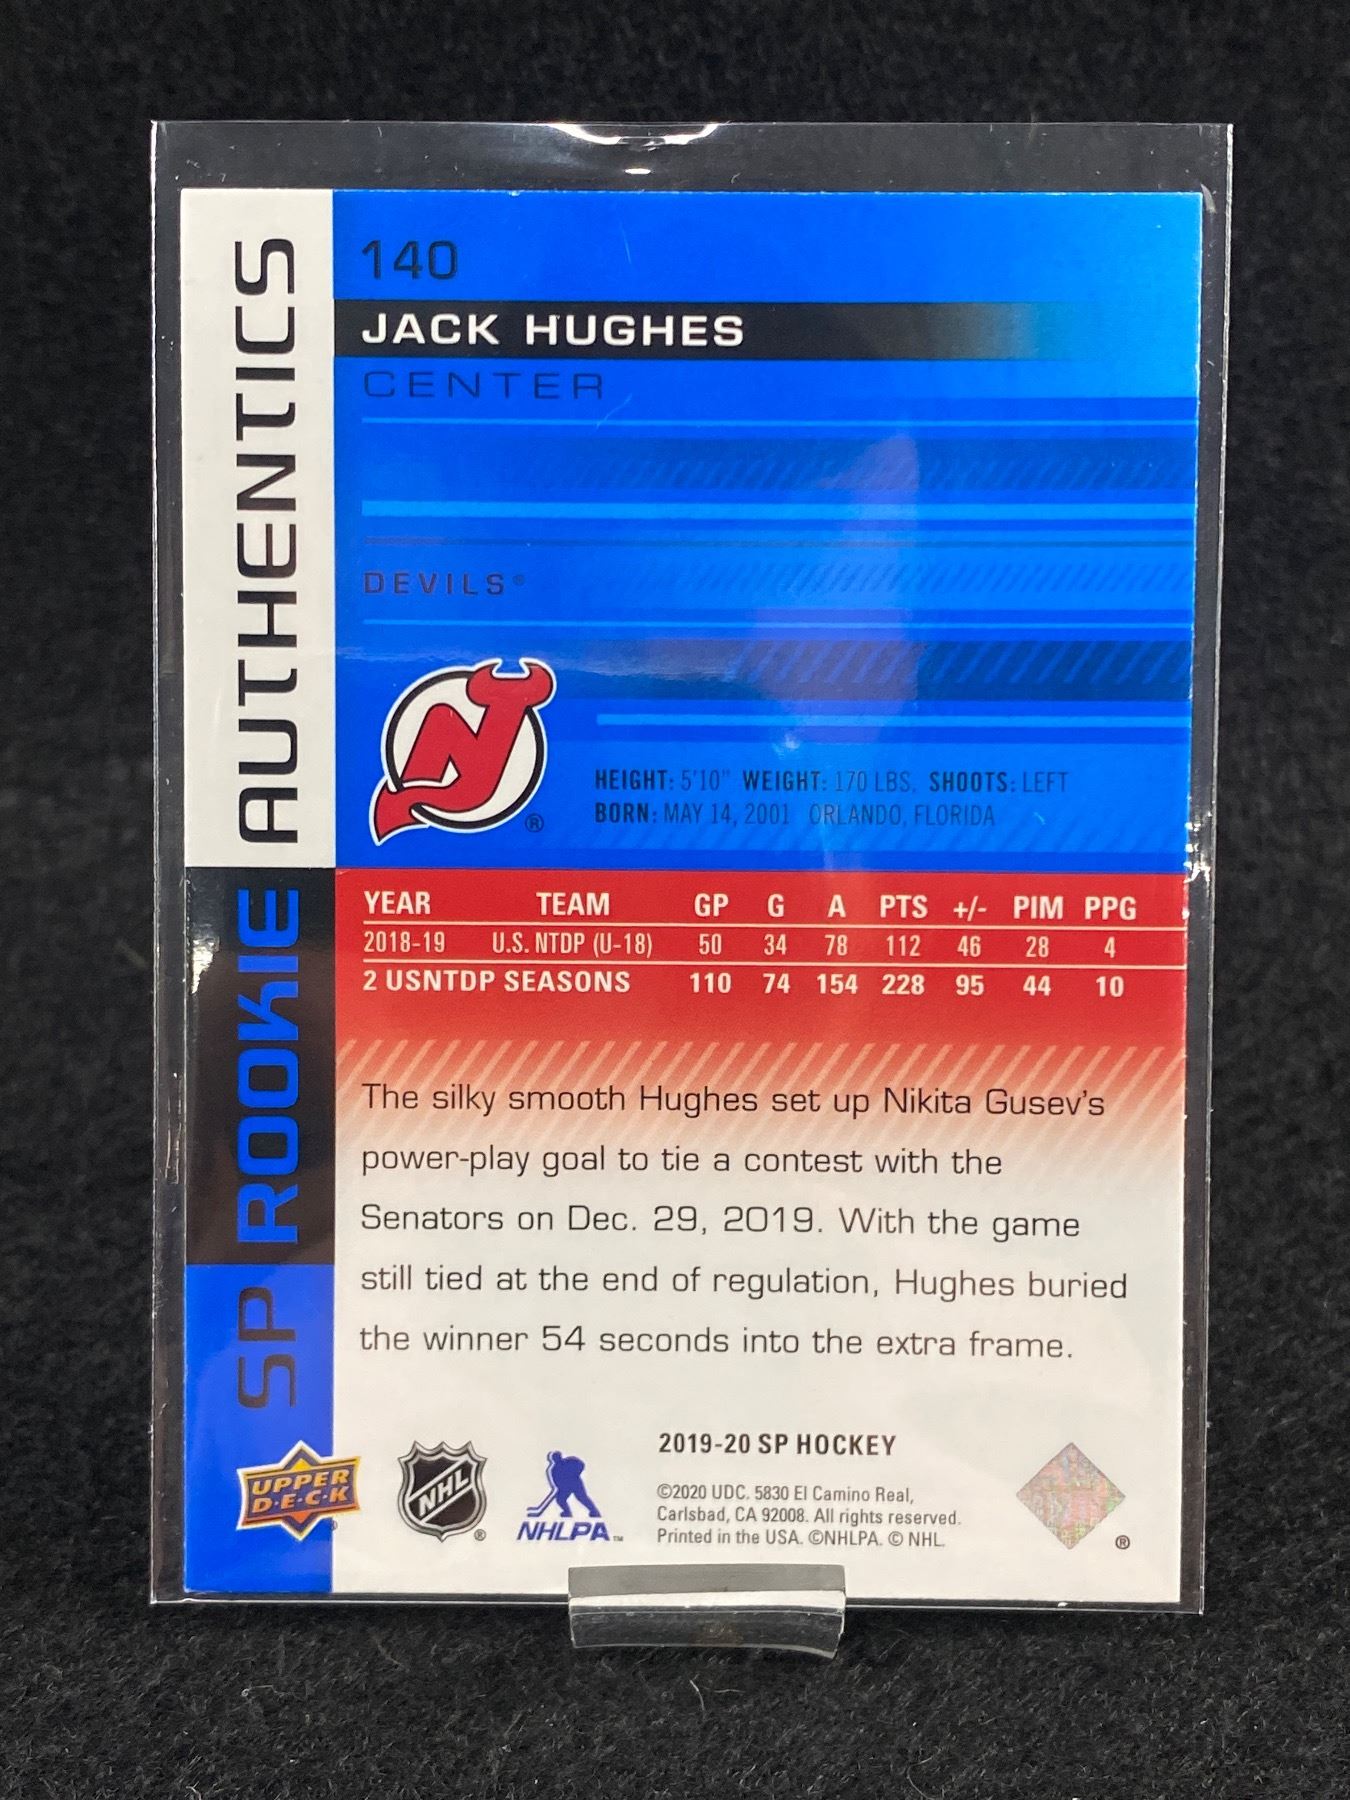 SP ROOKIE AUTHENTICS
140
JACK HUGHES
CENTER
DEVILS®
®
HEIGHT: 5'10" WEIGHT: 170 LBS. SHOOTS: LEFT
BORN: MAY 14, 2001 ORLANDO, FLORIDA
YEAR TEAM GP G A PTS +/- PIM PPG
2018-19 U.S. NTDP (U-18) 50 34 78 112 46 28 4
2 USNTDP SEASONS 110 74 154 228 95 44 10
The silky smooth Hughes set up Nikita Gusev's
power-play goal to tie a contest with the
Senators on Dec. 29, 2019. With the game
still tied at the end of regulation, Hughes buried
the winner 54 seconds into the extra frame.
UPPER
D·E·C·K
®
NHL
®
NHLPA™
2019-20 SP HOCKEY
©2020 UDC. 5830 El Camino Real,
Carlsbad, CA 92008. All rights reserved.
Printed in the USA. ©NHLPA. © NHL.
®